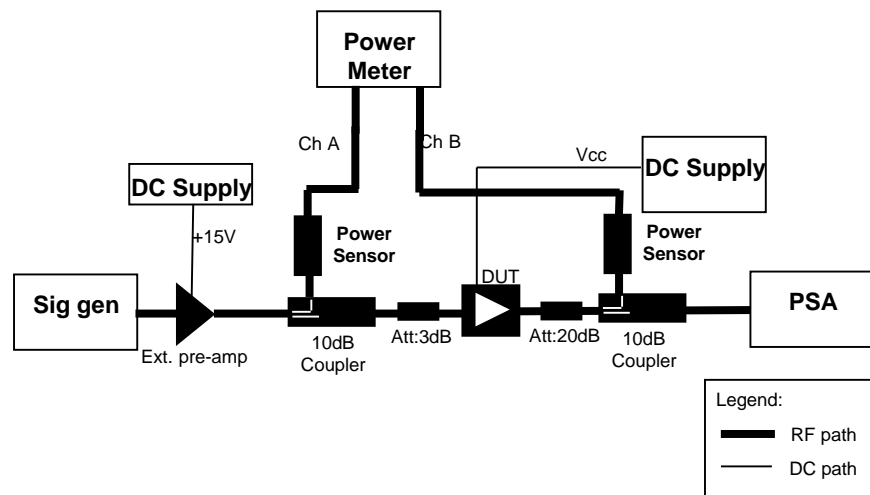 Power
Meter
Ch A
Ch B
Vcc
DC Supply
DC Supply
+15V
Power
Sensor
Power
Sensor
DUT
Sig gen
PSA
Ext. pre-amp
10dB
Coupler
Att:3dB
Att:20dB
10dB
Coupler
Legend:
RF path
DC path